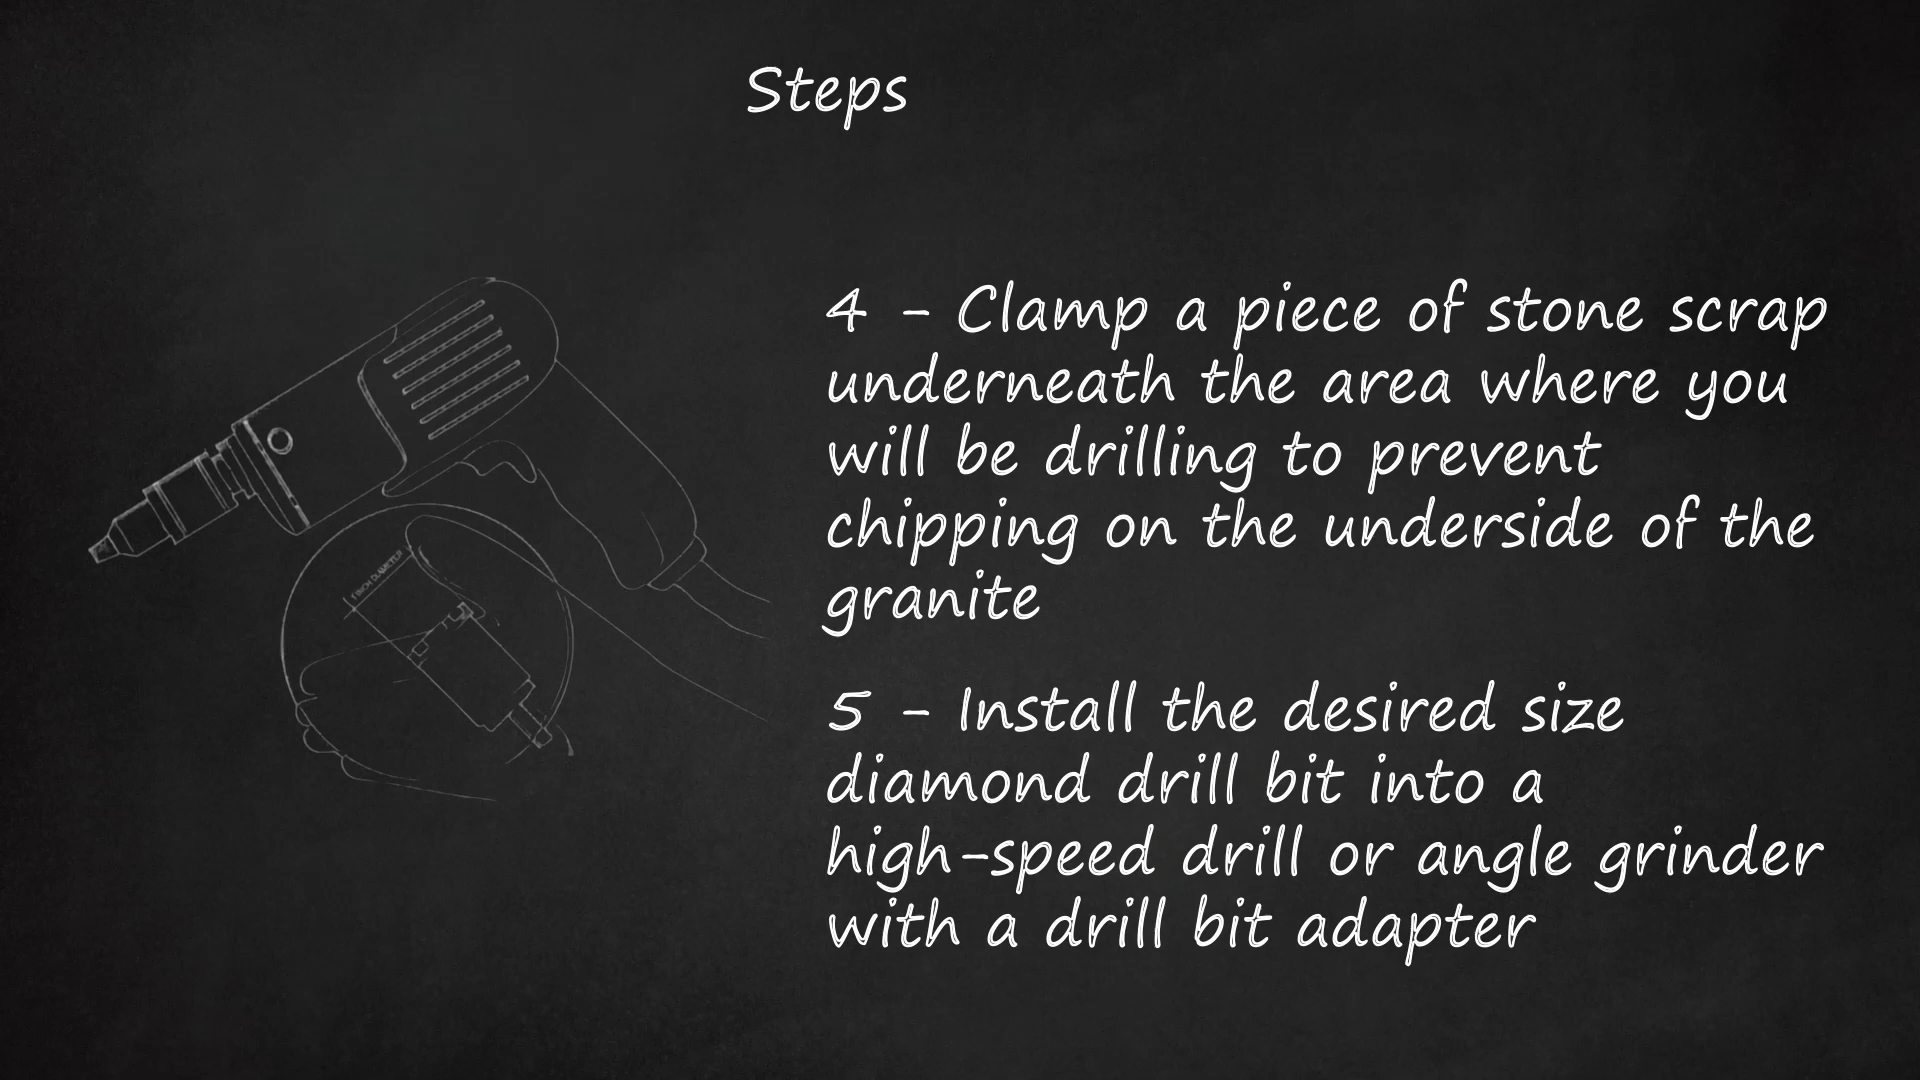 Steps
4 - Clamp a piece of stone scrap
underneath the area where you
will be drilling to prevent
chipping on the underside of the
granite
5 - Install the desired size
diamond drill bit into a
high-speed drill or angle grinder
with a drill bit adapter
INCH DIAMETER